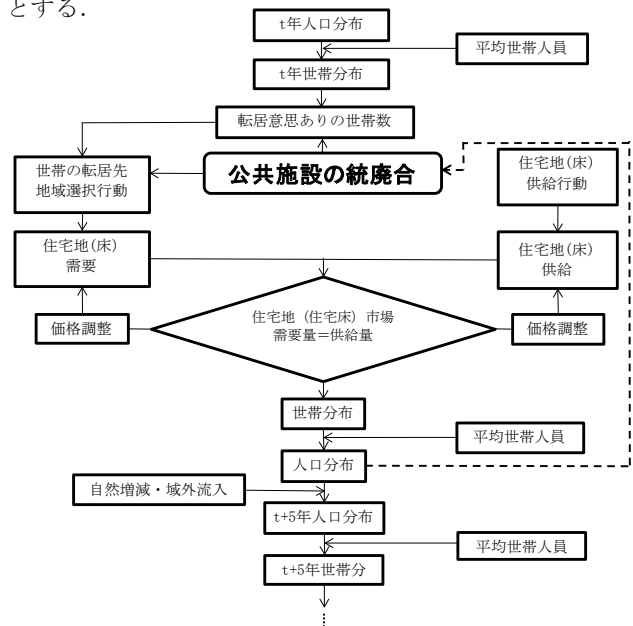 とする.
t年人口分布
平均世帯人員
t年世帯分布
転居意思ありの世帯数
世帯の転居先
地域選択行動
公共施設の統廃合
住宅地(床)
供給行動
住宅地(床)
需要
住宅地(床)
供給
住宅地 (住宅床) 市場
需要量=供給量
価格調整
価格調整
世帯分布
平均世帯人員
人口分布
自然増減・域外流入
t+5年人口分布
平均世帯人員
t+5年世帯分